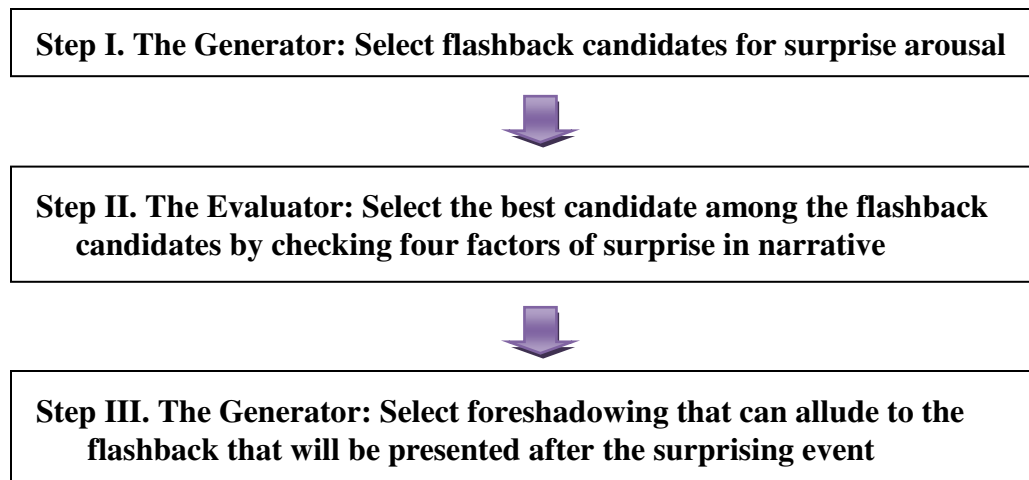 Step I. The Generator: Select flashback candidates for surprise arousal
Step II. The Evaluator: Select the best candidate among the flashback
candidates by checking four factors of surprise in narrative
Step III. The Generator: Select foreshadowing that can allude to the
flashback that will be presented after the surprising event